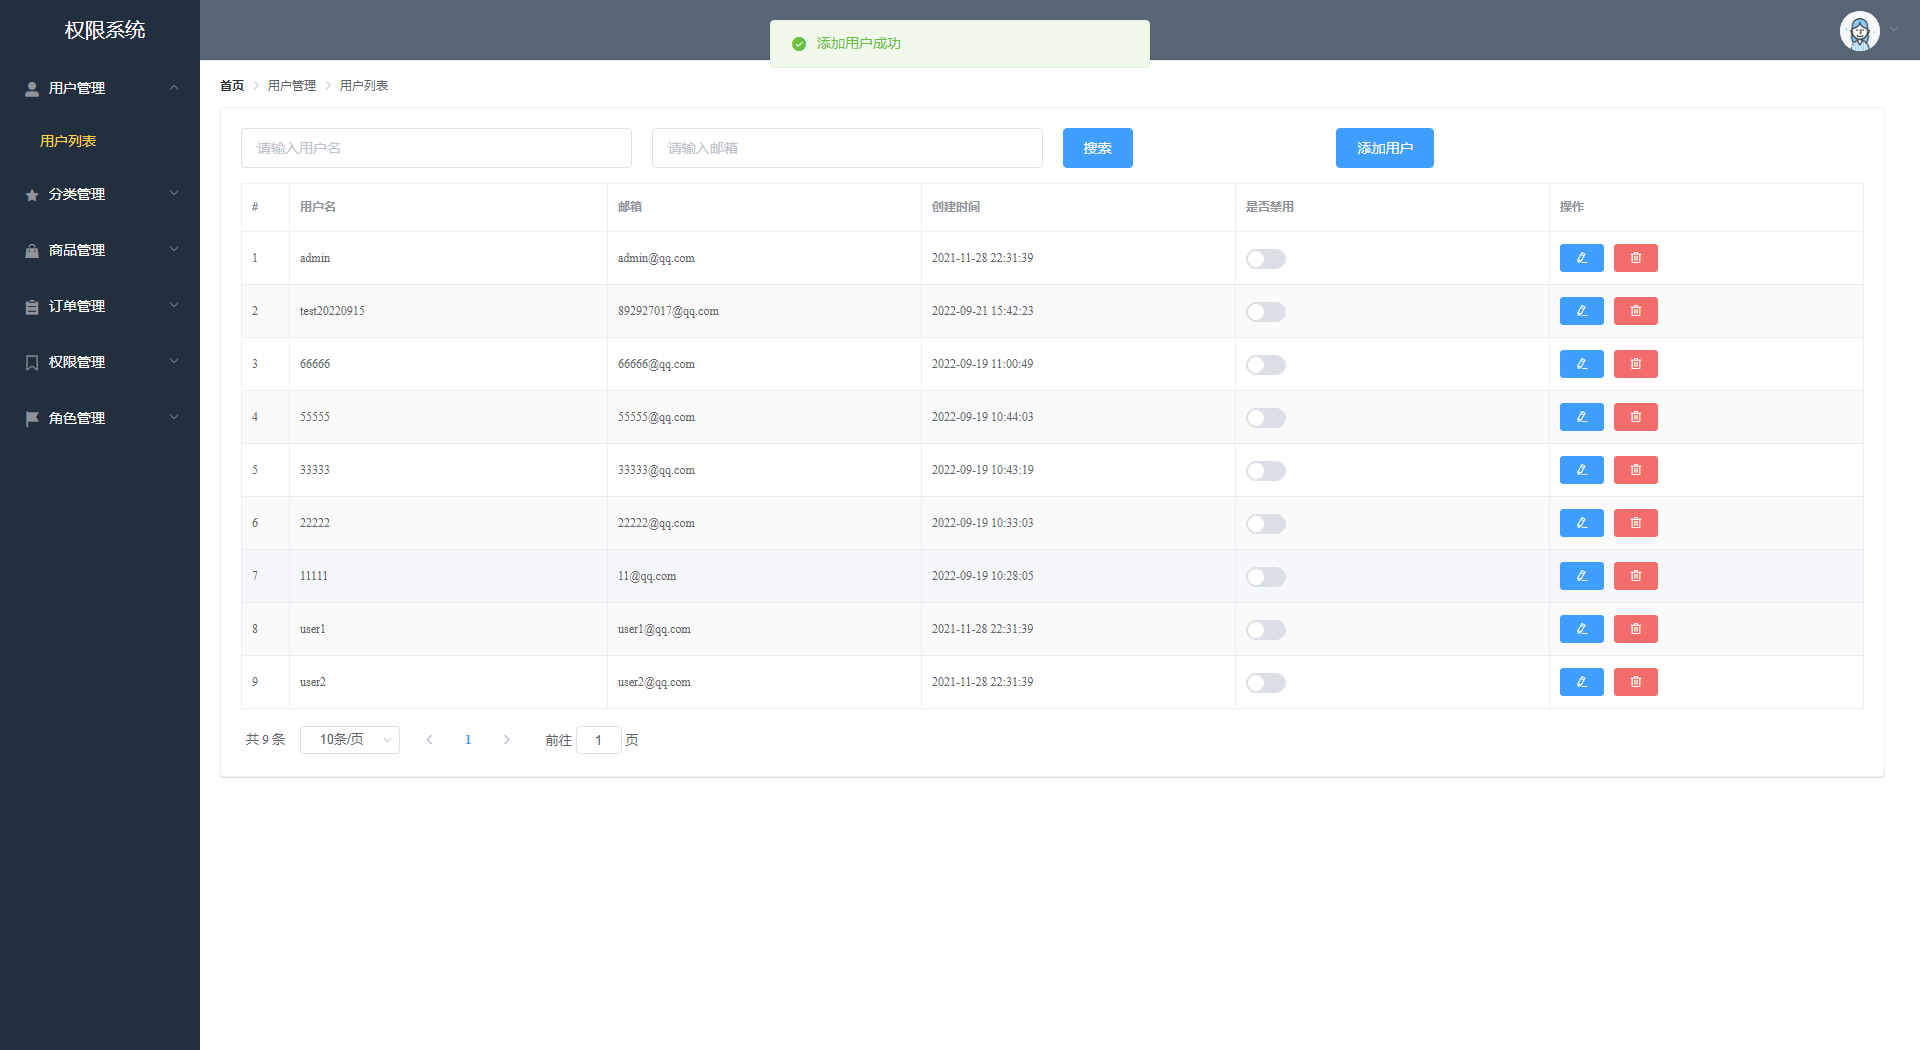 权限系统
添加用户成功
用户管理
用户列表
分类管理
商品管理
订单管理
权限管理
角色管理
首页 用户管理 用户列表
请输入用户名 请输入邮箱 搜索 添加用户
# 用户名 邮箱 创建时间 是否禁用 操作
1 admin admin@qq.com 2021-11-28 22:31:39
2 test20220915 892927017@qq.com 2022-09-21 15:42:23
3 66666 66666@qq.com 2022-09-19 11:00:49
4 55555 55555@qq.com 2022-09-19 10:44:03
5 33333 33333@qq.com 2022-09-19 10:43:19
6 22222 22222@qq.com 2022-09-19 10:33:03
7 11111 11@qq.com 2022-09-19 10:28:05
8 user1 user1@qq.com 2021-11-28 22:31:39
9 user2 user2@qq.com 2021-11-28 22:31:39
共 9 条 10条/页 1 前往 1 页